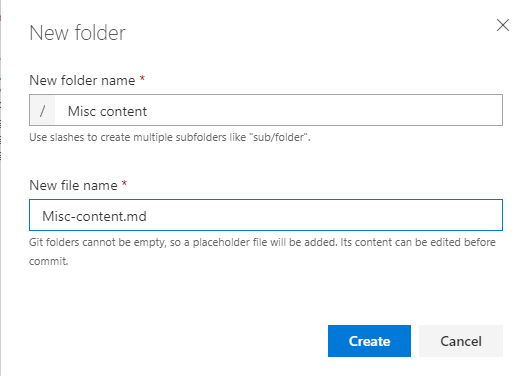 New folder
New folder name *
/ Misc content
Use slashes to create multiple subfolders like "sub/folder".
New file name *
Misc-content.md
Git folders cannot be empty, so a placeholder file will be added. Its content can be edited before
commit.
Create Cancel